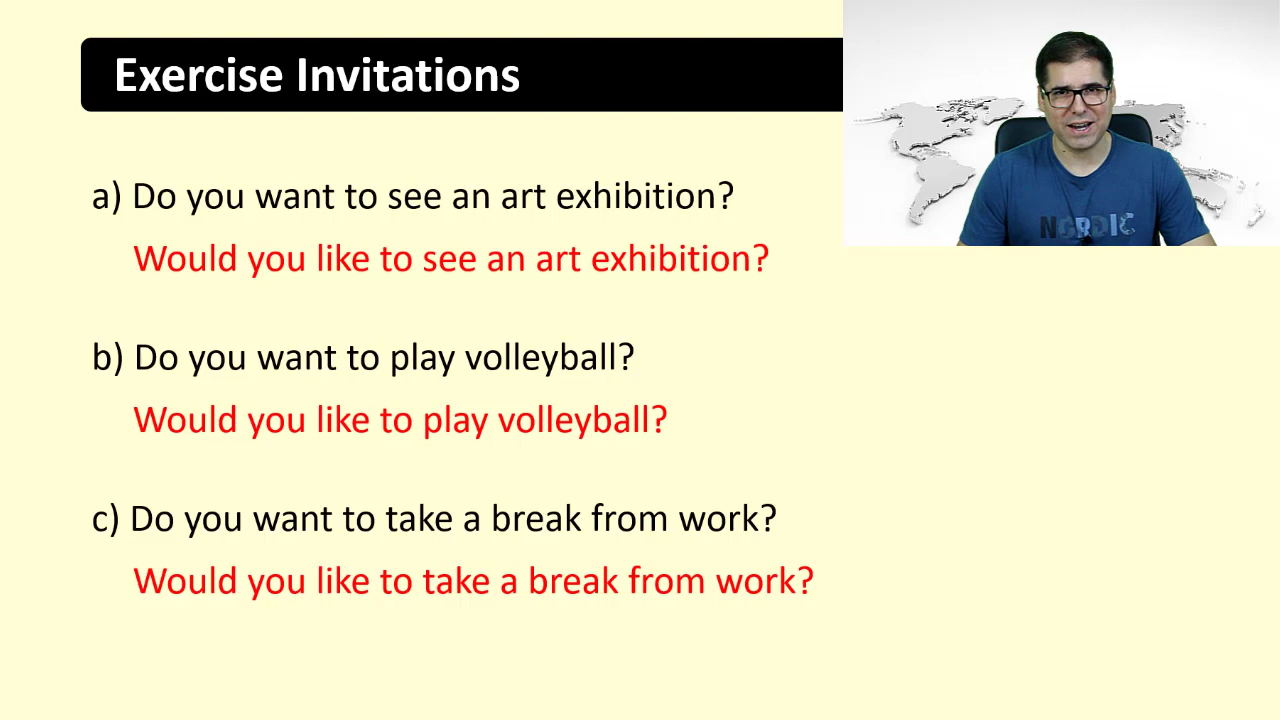 Exercise Invitations
a) Do you want to see an art exhibition?
Would you like to see an art exhibition?
b) Do you want to play volleyball?
Would you like to play volleyball?
c) Do you want to take a break from work?
Would you like to take a break from work?
NORDIC